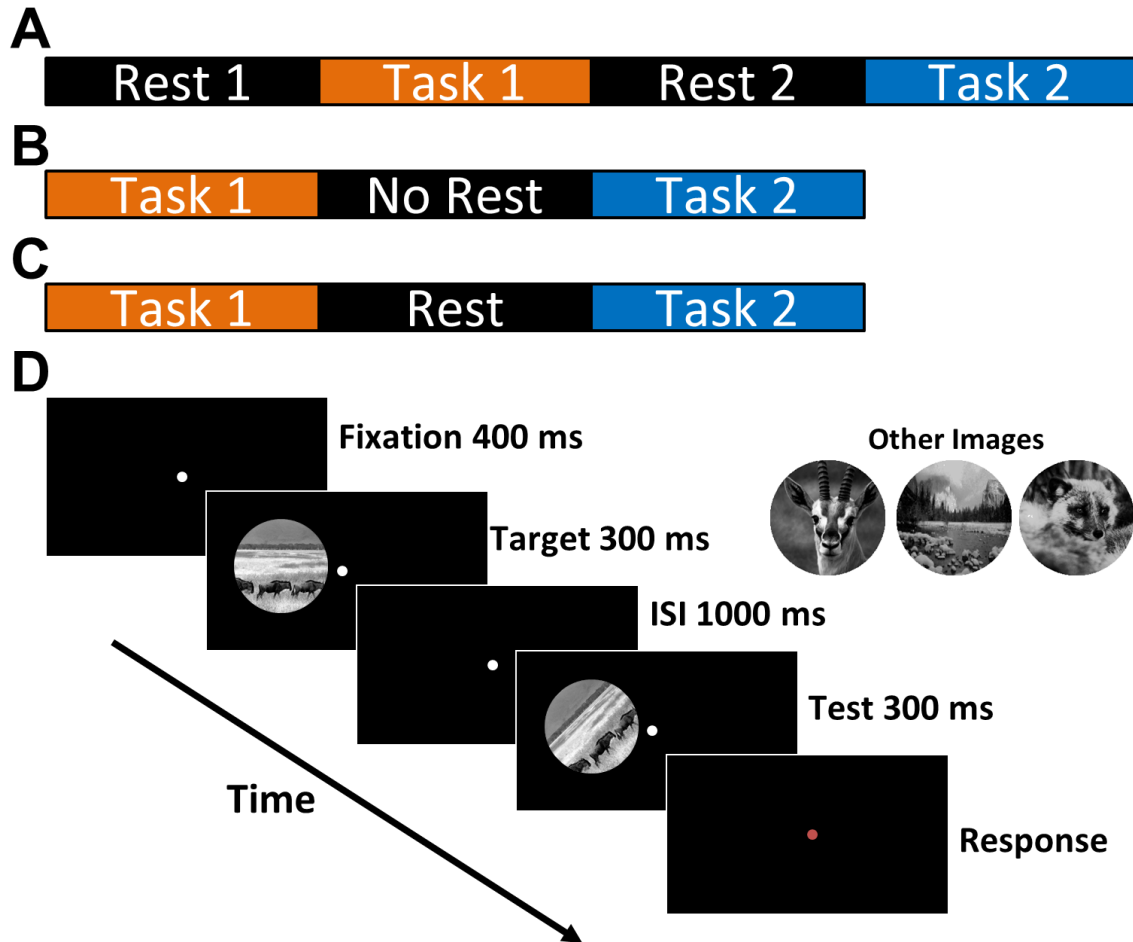 A
Rest 1 Task 1 Rest 2 Task 2
B
Task 1 No Rest Task 2
C
Task 1 Rest Task 2
D
Fixation 400 ms
Other Images
Target 300 ms
ISI 1000 ms
Test 300 ms
Time
Response